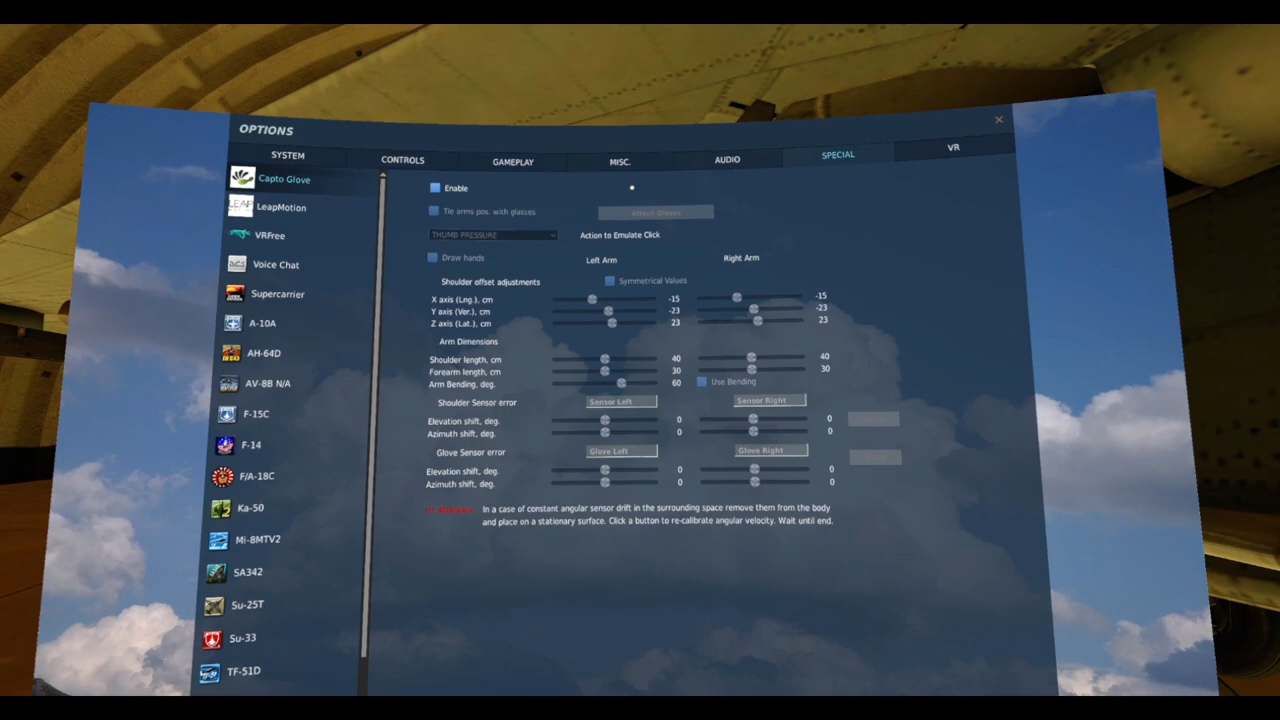 OPTIONS
SYSTEM CONTROLS GAMEPLAY MISC. AUDIO SPECIAL VR
Capto Glove
LEAP LeapMotion
VRFree
Voice Chat
Supercarrier
A-10A
AH-64D
AV-8B N/A
F-15C
F-14
F/A-18C
Ka-50
Mi-8MTV2
SA342
Su-25T
Su-33
TF-51D
Enable
Tie arms pos. with glasses Attach Gloves
THUMB PRESSURE Action to Emulate Click
Draw hands Left Arm Right Arm
Shoulder offset adjustments Symmetrical Values
X axis (Lng.), cm -15 -15
Y axis (Ver.), cm -23 -23
Z axis (Lat.), cm 23 23
Arm Dimensions
Shoulder length, cm 40 40
Forearm length, cm 30 30
Arm Bending, deg. 60 Use Bending
Shoulder Sensor error Sensor Left Sensor Right
Elevation shift, deg. 0 0
Azimuth shift, deg. 0 0
Glove Sensor error Glove Left Glove Right
Elevation shift, deg. 0 0
Azimuth shift, deg. 0 0
In a case of constant angular sensor drift in the surrounding space remove them from the body
and place on a stationary surface. Click a button to re-calibrate angular velocity. Wait until end.